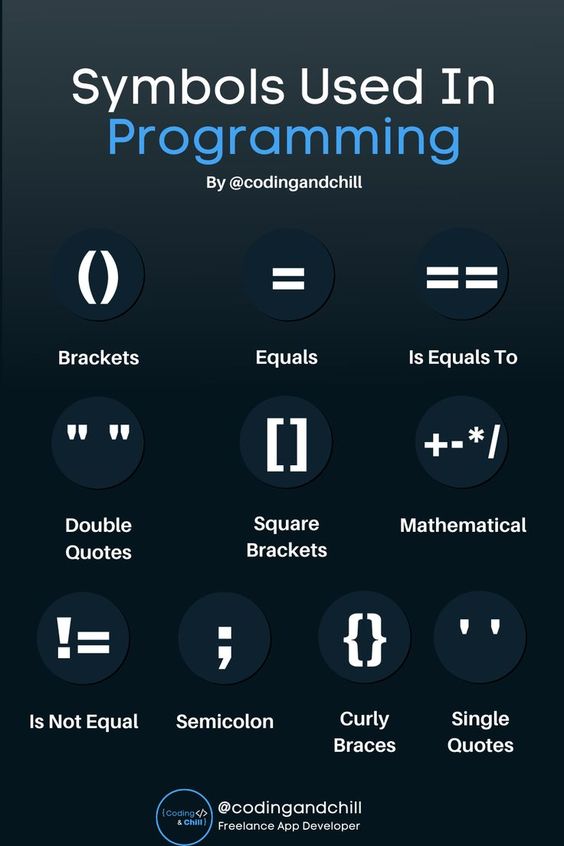 Symbols Used In
Programming
By @codingandchill
() = ==
Brackets Equals Is Equals To
" " [] +-*/
Double Quotes
Square Brackets
Mathematical
!= ; {} ' '
Is Not Equal
Semicolon
Curly Braces
Single Quotes
{Coding</>
& Chill}
@codingandchill
Freelance App Developer